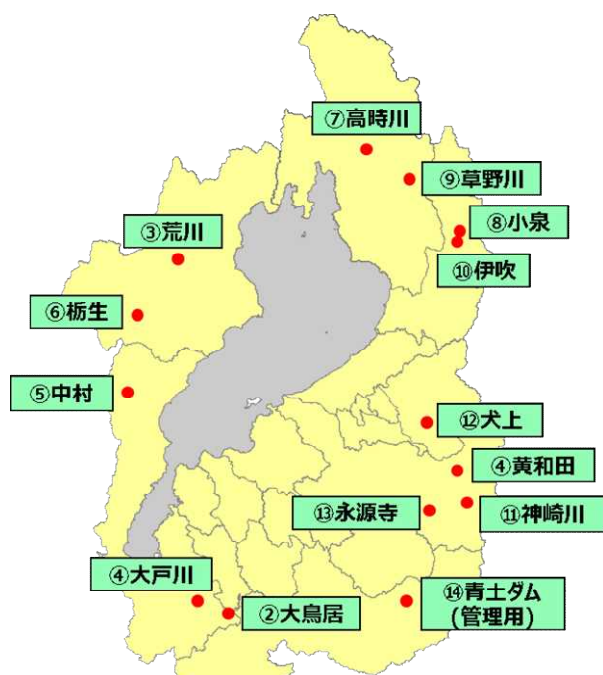 ⑦高時川
⑨草野川
③荒川
⑧小泉
⑩伊吹
⑥栃生
⑤中村
⑫犬上
④黄和田
⑬永源寺
⑪神崎川
④大戸川
②大鳥居
⑭青土ダム
(管理用)